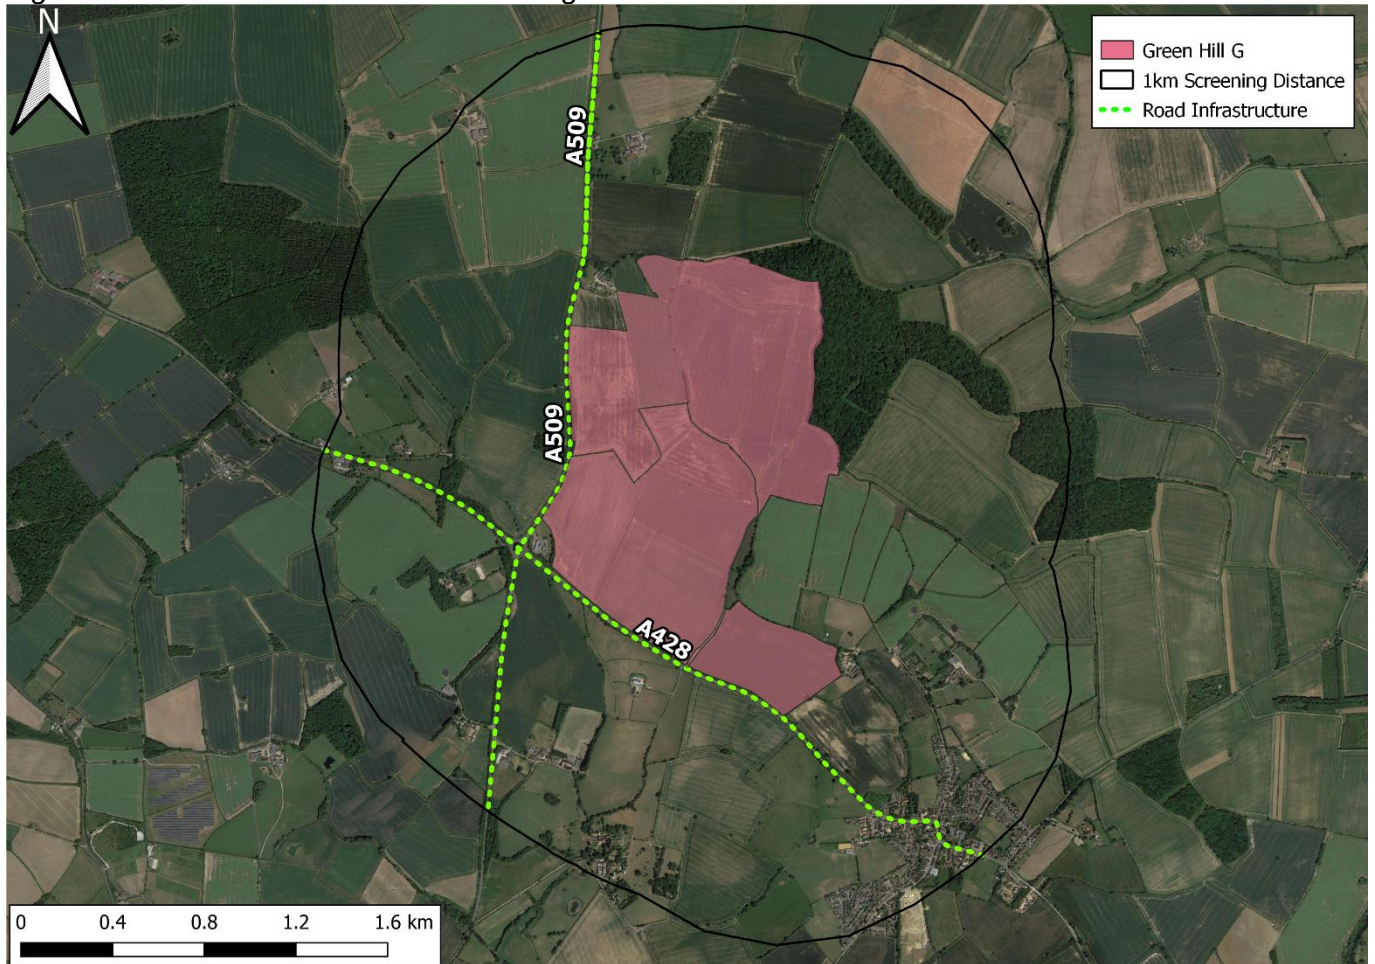 N
Green Hill G
1km Screening Distance
Road Infrastructure
A509
A509
A428
0 0.4 0.8 1.2 1.6 km